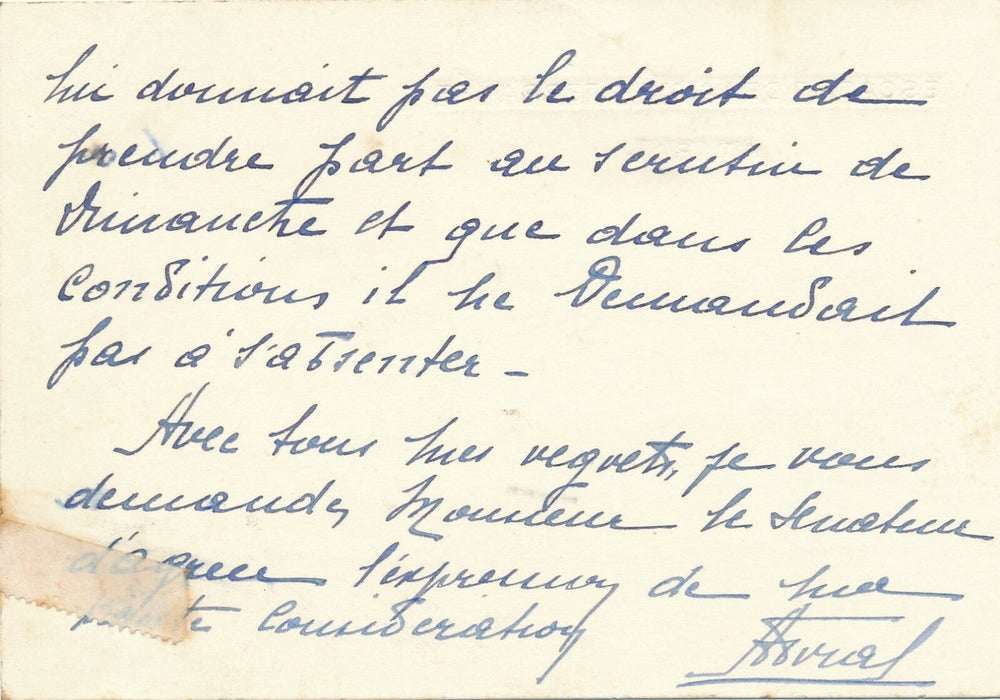 lui donnait pas le droit de
prendre part au scrutin de
Dimanche et que dans les
conditions il ne Demandait
pas à s'absenter -
Avec tous mes regrets, je vous
demande, Monsieur le Sénateur
d'agréer l'expression de ma
haute Considération